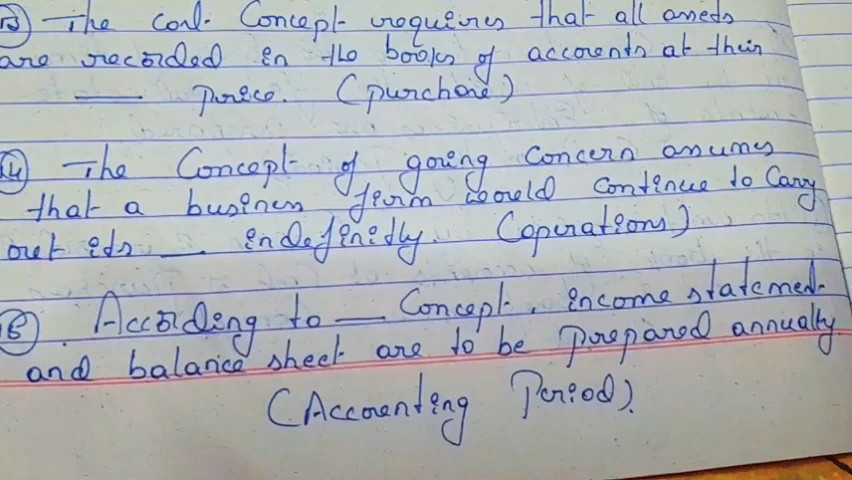 13) The cost Concept requires that all assets
are recorded in the books of accounts at their
___ price. (purchase)
14) The Concept of going concern assumes
that a business firm would continue to Carry
out its ___ indefinitely. (operations)
15) According to ___ Concept, income statement
and balance sheet are to be prepared annually.
(Accounting Period).